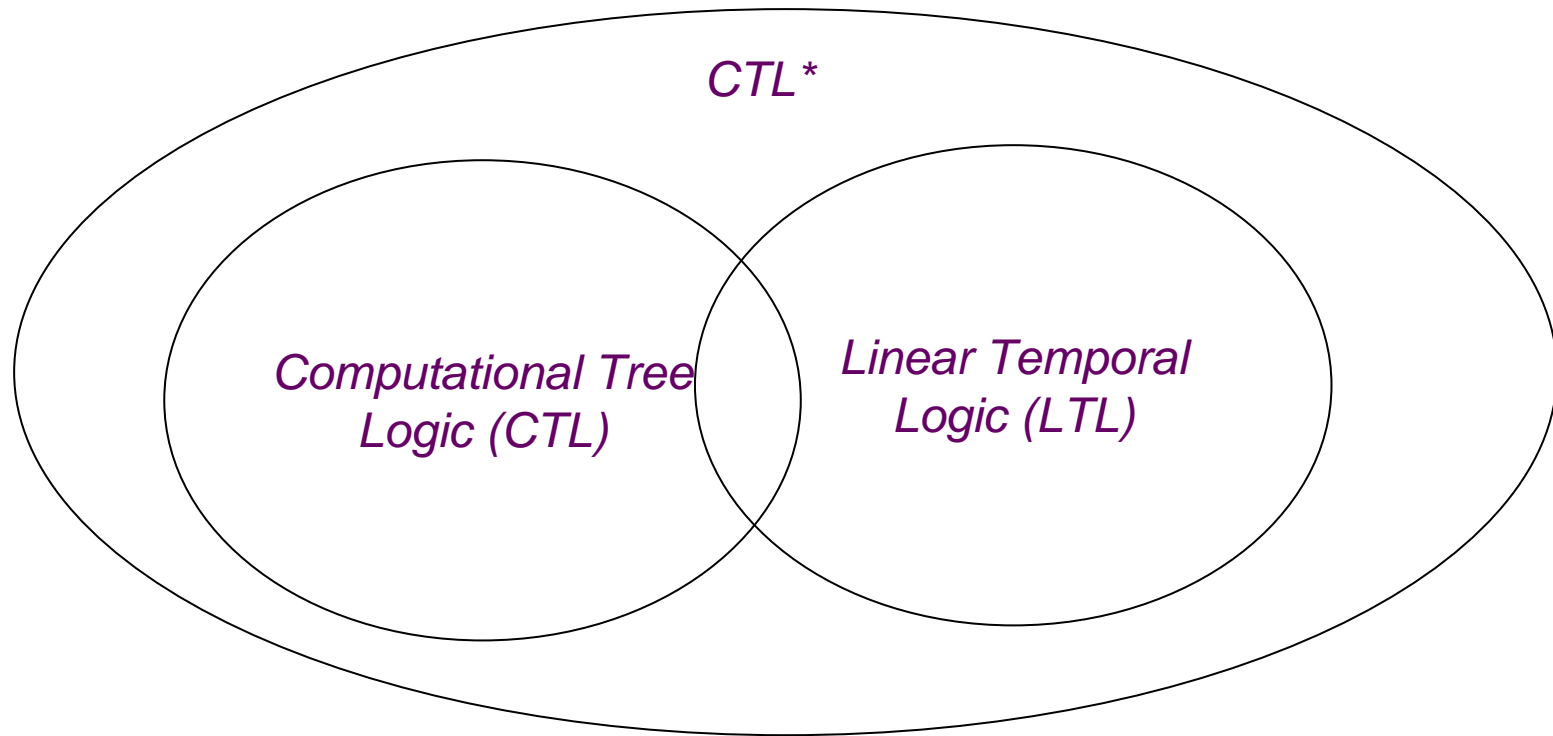 CTL*
Computational Tree
Logic (CTL)
Linear Temporal
Logic (LTL)